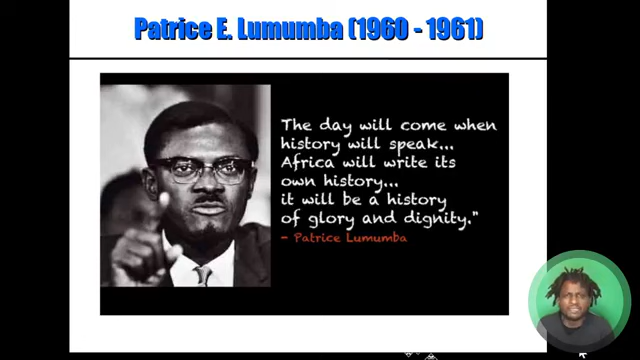 Patrice E. Lumumba (1960 - 1961)
The day will come when
history will speak...
Africa will write its
own history...
it will be a history
of glory and dignity."
- Patrice Lumumba